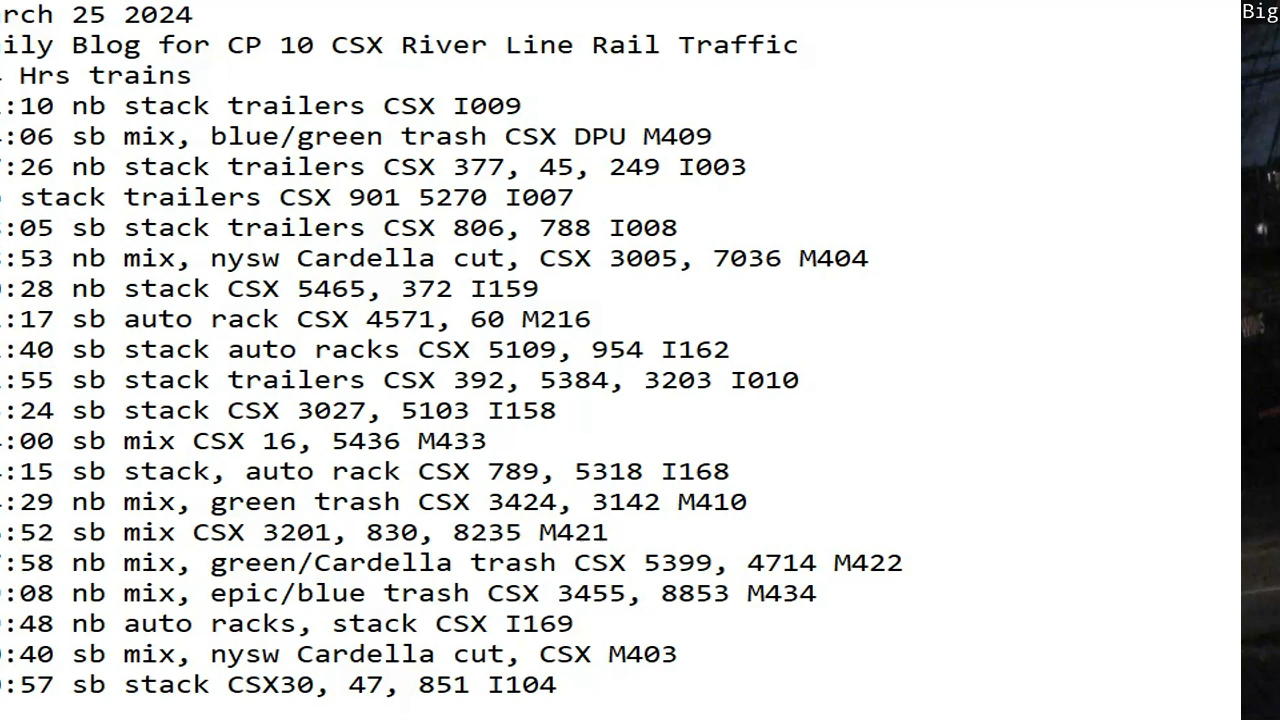 rch 25 2024
ily Blog for CP 10 CSX River Line Rail Traffic
Hrs trains
:10 nb stack trailers CSX I009
:06 sb mix, blue/green trash CSX DPU M409
:26 nb stack trailers CSX 377, 45, 249 I003
stack trailers CSX 901 5270 I007
:05 sb stack trailers CSX 806, 788 I008
:53 nb mix, nysw Cardella cut, CSX 3005, 7036 M404
:28 nb stack CSX 5465, 372 I159
:17 sb auto rack CSX 4571, 60 M216
:40 sb stack auto racks CSX 5109, 954 I162
:55 sb stack trailers CSX 392, 5384, 3203 I010
:24 sb stack CSX 3027, 5103 I158
:00 sb mix CSX 16, 5436 M433
:15 sb stack, auto rack CSX 789, 5318 I168
:29 nb mix, green trash CSX 3424, 3142 M410
:52 sb mix CSX 3201, 830, 8235 M421
:58 nb mix, green/Cardella trash CSX 5399, 4714 M422
:08 nb mix, epic/blue trash CSX 3455, 8853 M434
:48 nb auto racks, stack CSX I169
:40 sb mix, nysw Cardella cut, CSX M403
:57 sb stack CSX30, 47, 851 I104
Big